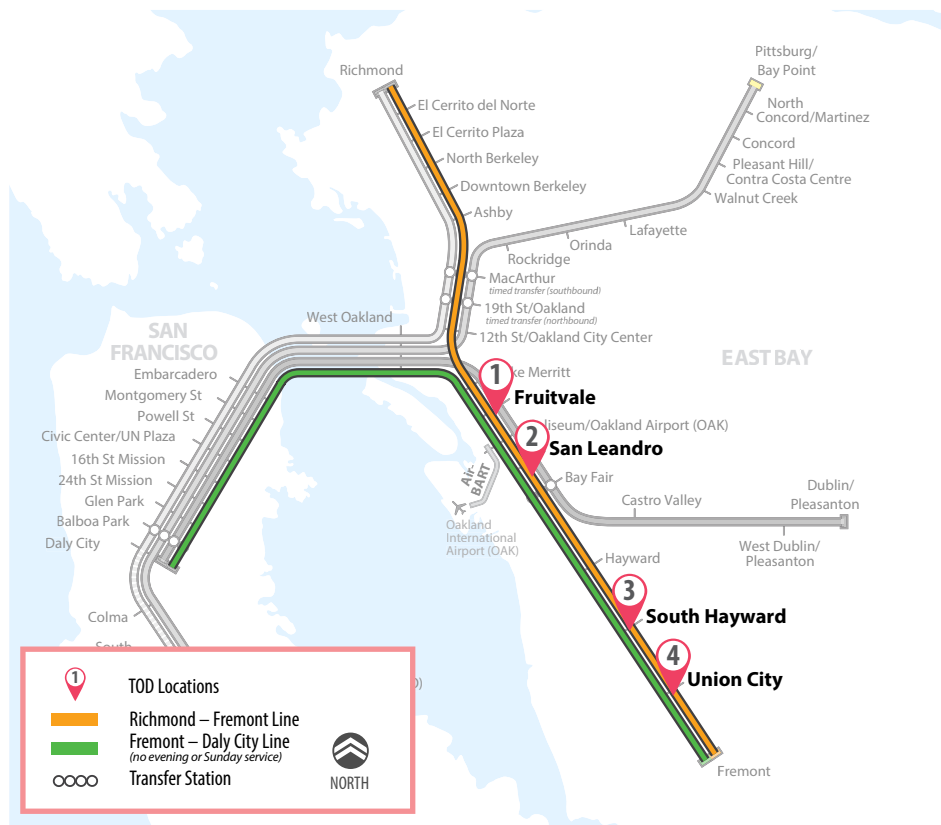 Pittsburg/
Bay Point
Richmond
El Cerrito del Norte
North
Concord/Martinez
El Cerrito Plaza
Concord
North Berkeley
Pleasant Hill/
Contra Costa Centre
Downtown Berkeley
Walnut Creek
Ashby
Lafayette
Orinda
Rockridge
MacArthur
timed transfer (southbound)
19th St/Oakland
timed transfer (northbound)
West Oakland
12th St/Oakland City Center
SAN
FRANCISCO
EAST BAY
Embarcadero
Merritt
1
Montgomery St
Fruitvale
Powell St
Oakland Airport (OAK)
Civic Center/UN Plaza
2
San Leandro
16th St Mission
24th St Mission
Air-
BART
Bay Fair
Glen Park
Castro Valley
Dublin/
Pleasanton
Balboa Park
Oakland
International
Airport (OAK)
Daly City
West Dublin/
Pleasanton
Hayward
3
Colma
South Hayward
South
4
Union City
Fremont
1
TOD Locations
Richmond – Fremont Line
Fremont – Daly City Line
(no evening or Sunday service)
Transfer Station
NORTH